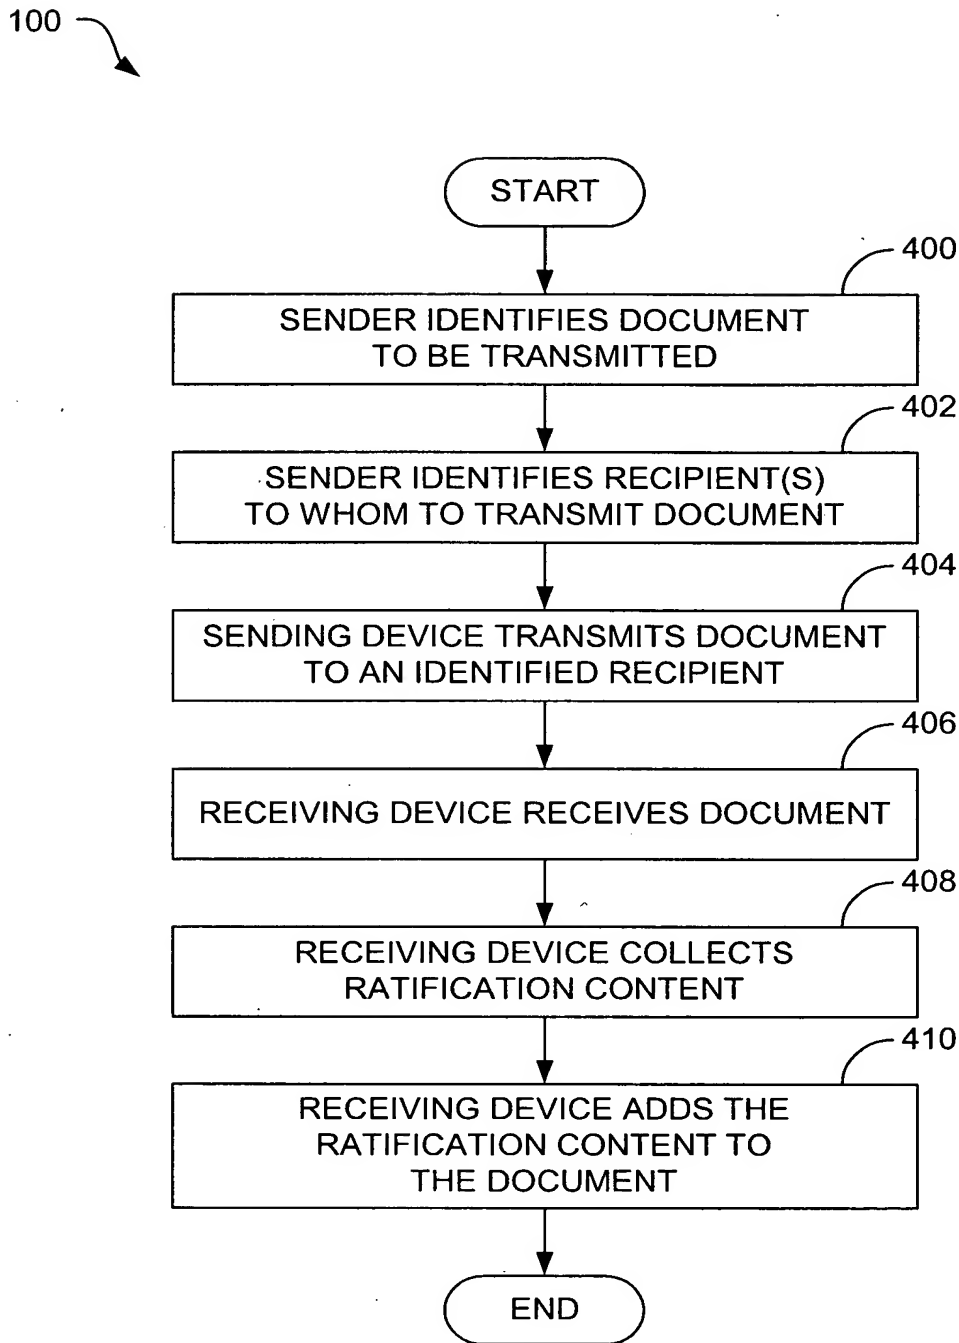 100
START
400
SENDER IDENTIFIES DOCUMENT
TO BE TRANSMITTED
402
SENDER IDENTIFIES RECIPIENT(S)
TO WHOM TO TRANSMIT DOCUMENT
404
SENDING DEVICE TRANSMITS DOCUMENT
TO AN IDENTIFIED RECIPIENT
406
RECEIVING DEVICE RECEIVES DOCUMENT
408
RECEIVING DEVICE COLLECTS
RATIFICATION CONTENT
410
RECEIVING DEVICE ADDS THE
RATIFICATION CONTENT TO
THE DOCUMENT
END